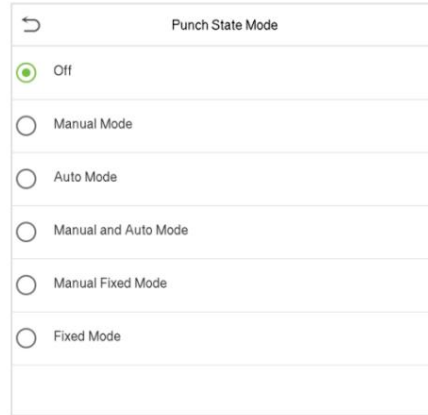 Punch State Mode
Off
Manual Mode
Auto Mode
Manual and Auto Mode
Manual Fixed Mode
Fixed Mode